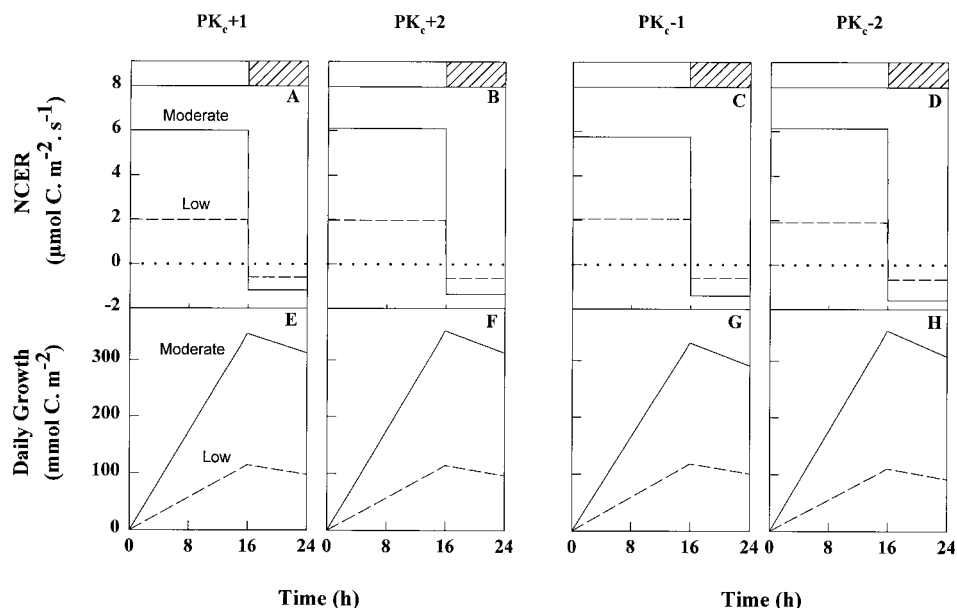 PKc+1 PKc+2 PKc-1 PKc-2
8
6
4
2
0
-2
NCER
(µmol C. m⁻². s⁻¹)
A
Moderate
Low
B
C
D
300
200
100
0
Daily Growth
(mmol C. m⁻²)
E
Moderate
Low
F
G
H
0 8 16 24 0 8 16 24 0 8 16 24 0 8 16 24
Time (h) Time (h)